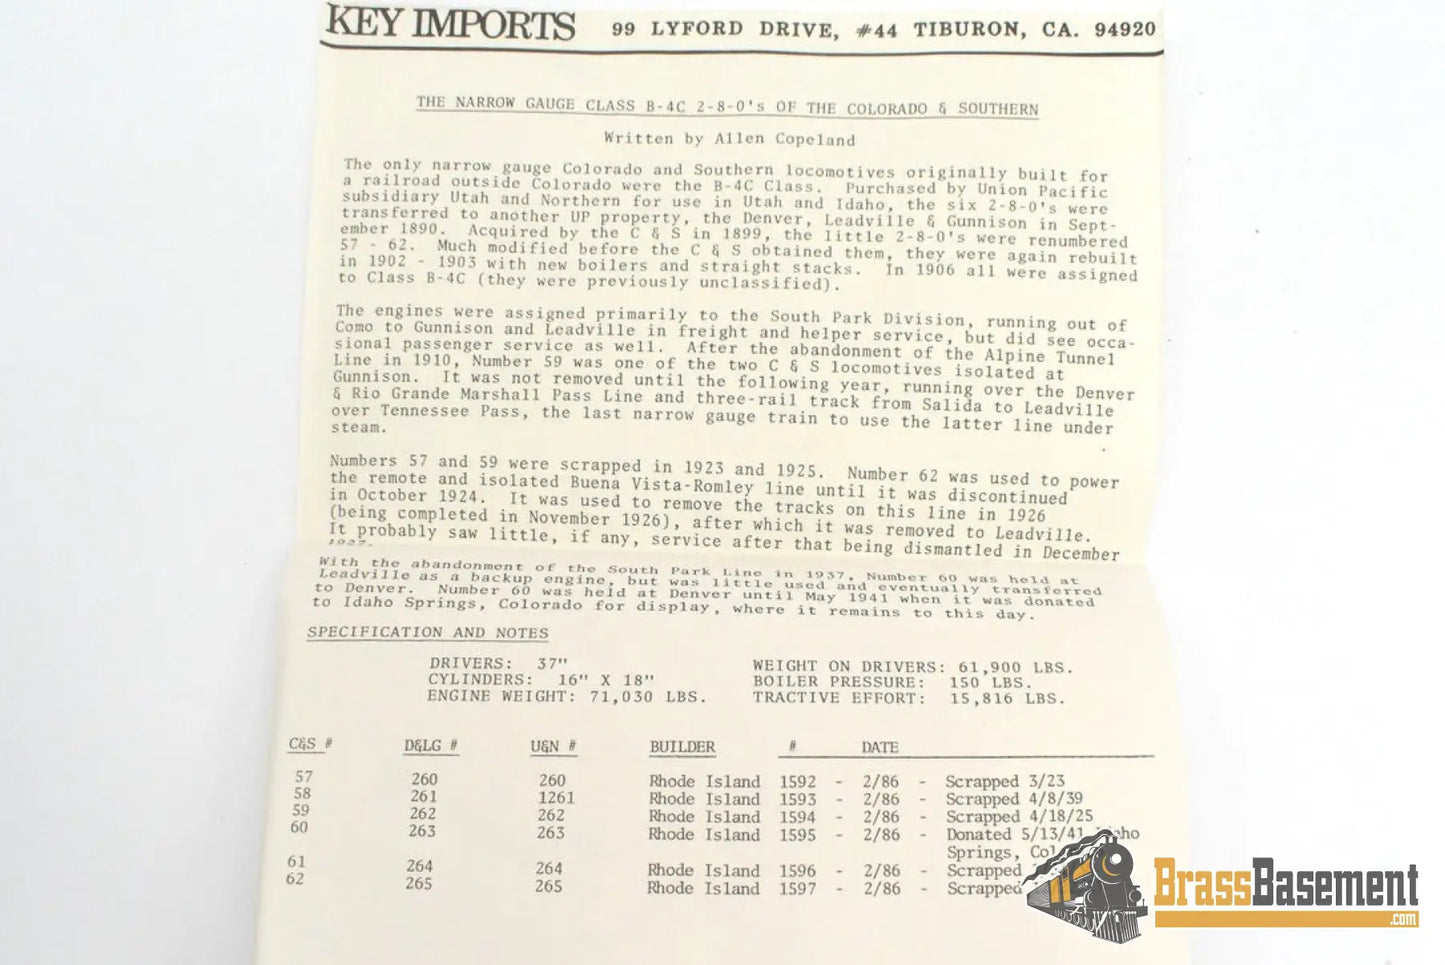 KEY IMPORTS 99 LYFORD DRIVE, #44 TIBURON, CA. 94920
THE NARROW GAUGE CLASS B-4C 2-8-0's OF THE COLORADO & SOUTHERN
Written by Allen Copeland
The only narrow gauge Colorado and Southern locomotives originally built for
a railroad outside Colorado were the B-4C Class. Purchased by Union Pacific
subsidiary Utah and Northern for use in Utah and Idaho, the six 2-8-0's were
transferred to another UP property, the Denver, Leadville & Gunnison in Sept-
ember 1890. Acquired by the C & S in 1899, the little 2-8-0's were renumbered
57 - 62. Much modified before the C & S obtained them, they were again rebuilt
in 1902 - 1903 with new boilers and straight stacks. In 1906 all were assigned
to Class B-4C (they were previously unclassified).
The engines were assigned primarily to the South Park Division, running out of
Como to Gunnison and Leadville in freight and helper service, but did see occa-
sional passenger service as well. After the abandonment of the Alpine Tunnel
Line in 1910, Number 59 was one of the two C & S locomotives isolated at
Gunnison. It was not removed until the following year, running over the Denver
& Rio Grande Marshall Pass Line and three-rail track from Salida to Leadville
over Tennessee Pass, the last narrow gauge train to use the latter line under
steam.
Numbers 57 and 59 were scrapped in 1923 and 1925. Number 62 was used to power
the remote and isolated Buena Vista-Romley line until it was discontinued
in October 1924. It was used to remove the tracks on this line in 1926
(being completed in November 1926), after which it was removed to Leadville.
It probably saw little, if any, service after that being dismantled in December
1927.
With the abandonment of the South Park Line in 1937, Number 60 was held at
Leadville as a backup engine, but was little used and eventually transferred
to Denver. Number 60 was held at Denver until May 1941 when it was donated
to Idaho Springs, Colorado for display, where it remains to this day.
SPECIFICATION AND NOTES
DRIVERS: 37" WEIGHT ON DRIVERS: 61,900 LBS.
CYLINDERS: 16" X 18" BOILER PRESSURE: 150 LBS.
ENGINE WEIGHT: 71,030 LBS. TRACTIVE EFFORT: 15,816 LBS.
C&S # D&LG # U&N # BUILDER # DATE
57 260 260 Rhode Island 1592 - 2/86 - Scrapped 3/23
58 261 1261 Rhode Island 1593 - 2/86 - Scrapped 4/8/39
59 262 262 Rhode Island 1594 - 2/86 - Scrapped 4/18/25
60 263 263 Rhode Island 1595 - 2/86 - Donated 5/13/41
Springs,
61 264 264 Rhode Island 1596 - 2/86 - Scrapped
62 265 265 Rhode Island 1597 - 2/86 - Scrapped
BrassBasement
.com